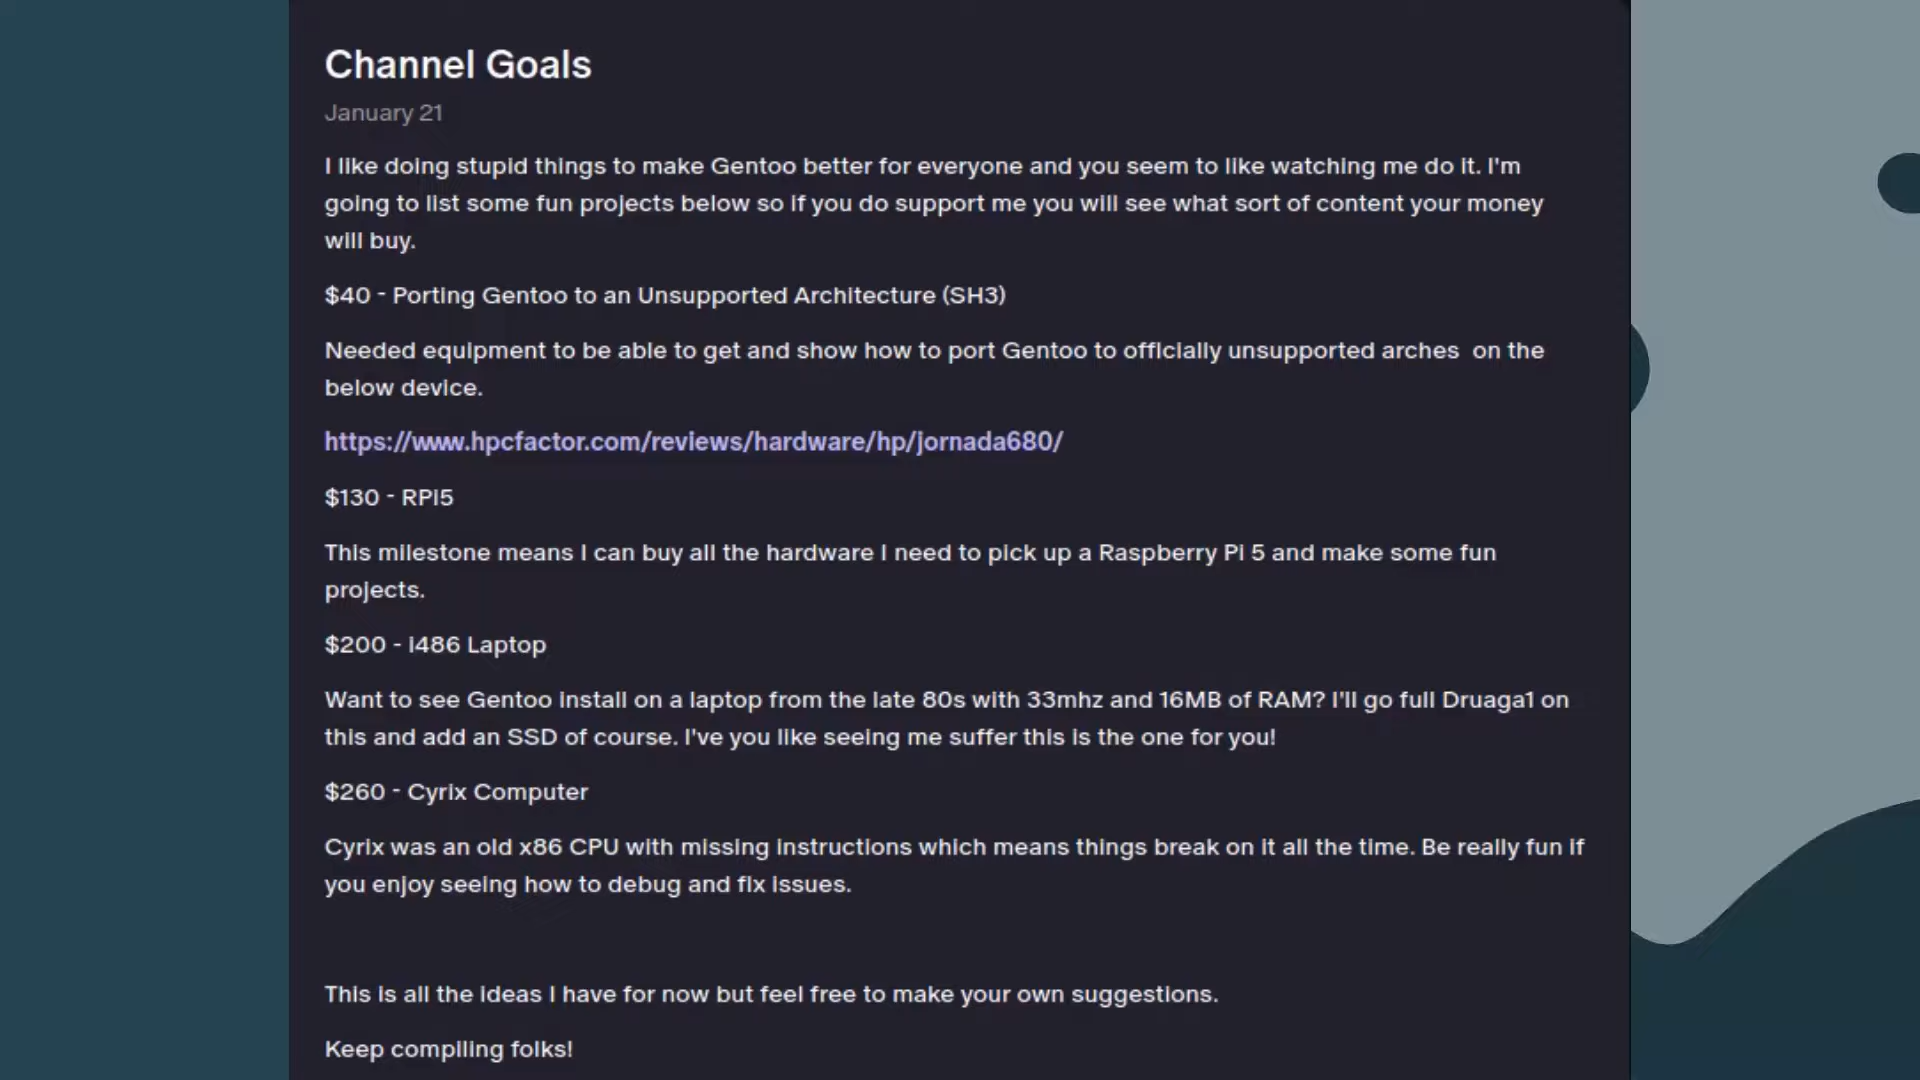 Channel Goals
January 21
I like doing stupid things to make Gentoo better for everyone and you seem to like watching me do it. I'm
going to list some fun projects below so if you do support me you will see what sort of content your money
will buy.
$40 - Porting Gentoo to an Unsupported Architecture (SH3)
Needed equipment to be able to get and show how to port Gentoo to officially unsupported arches  on the
below device.
https://www.hpcfactor.com/reviews/hardware/hp/jornada680/
$130 - RPi5
This milestone means I can buy all the hardware I need to pick up a Raspberry Pi 5 and make some fun
projects.
$200 - i486 Laptop
Want to see Gentoo install on a laptop from the late 80s with 33mhz and 16MB of RAM? I'll go full Druaga1 on
this and add an SSD of course. I've you like seeing me suffer this is the one for you!
$260 - Cyrix Computer
Cyrix was an old x86 CPU with missing instructions which means things break on it all the time. Be really fun if
you enjoy seeing how to debug and fix issues.
This is all the ideas I have for now but feel free to make your own suggestions.
Keep compiling folks!